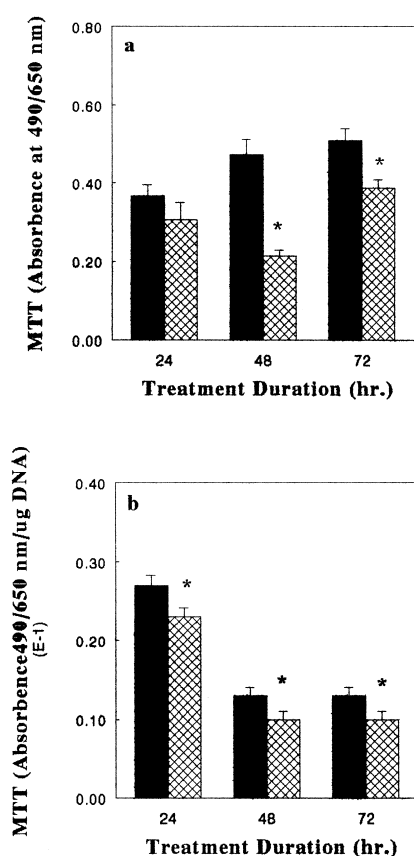 a
MTT (Absorbence at 490/650 nm)
0.80
0.60
0.40
0.20
0.00
*
*
24 48 72
Treatment Duration (hr.)
b
MTT (Absorbence490/650 nm/ug DNA)
(E-1)
0.40
0.30
0.20
0.10
0.00
*
*
*
24 48 72
Treatment Duration (hr.)